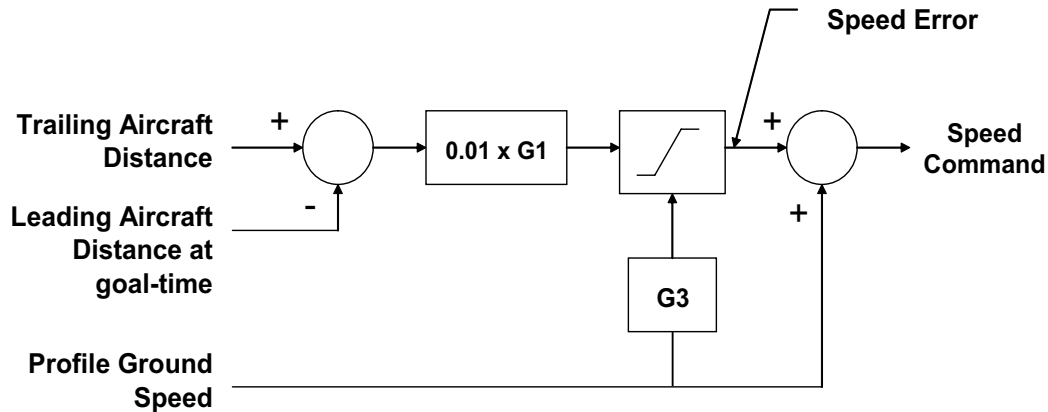 Speed Error
Trailing Aircraft
Distance
+
-
0.01 x G1
+
+
Speed
Command
Leading Aircraft
Distance at
goal-time
G3
Profile Ground
Speed